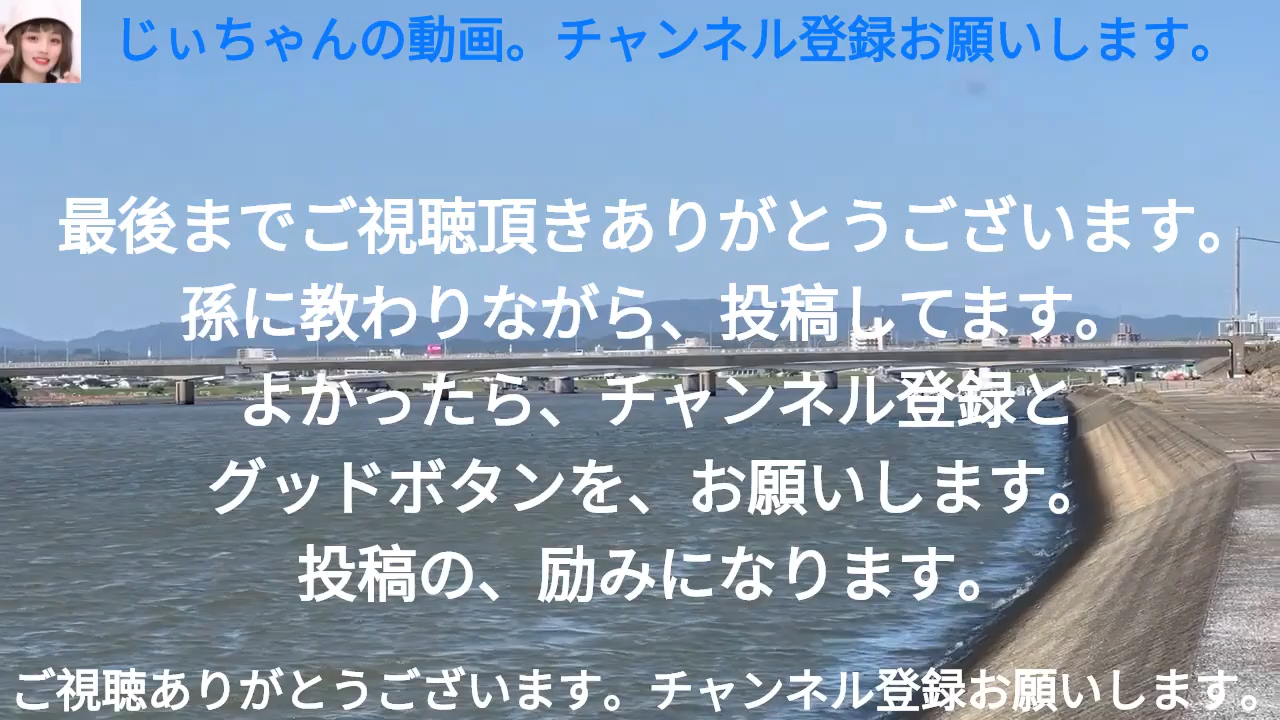 じぃちゃんの動画。チャンネル登録お願いします。
最後までご視聴頂きありがとうございます。
孫に教わりながら、投稿してます。
よかったら、チャンネル登録と
グッドボタンを、お願いします。
投稿の、励みになります。
ご視聴ありがとうございます。チャンネル登録お願いします。